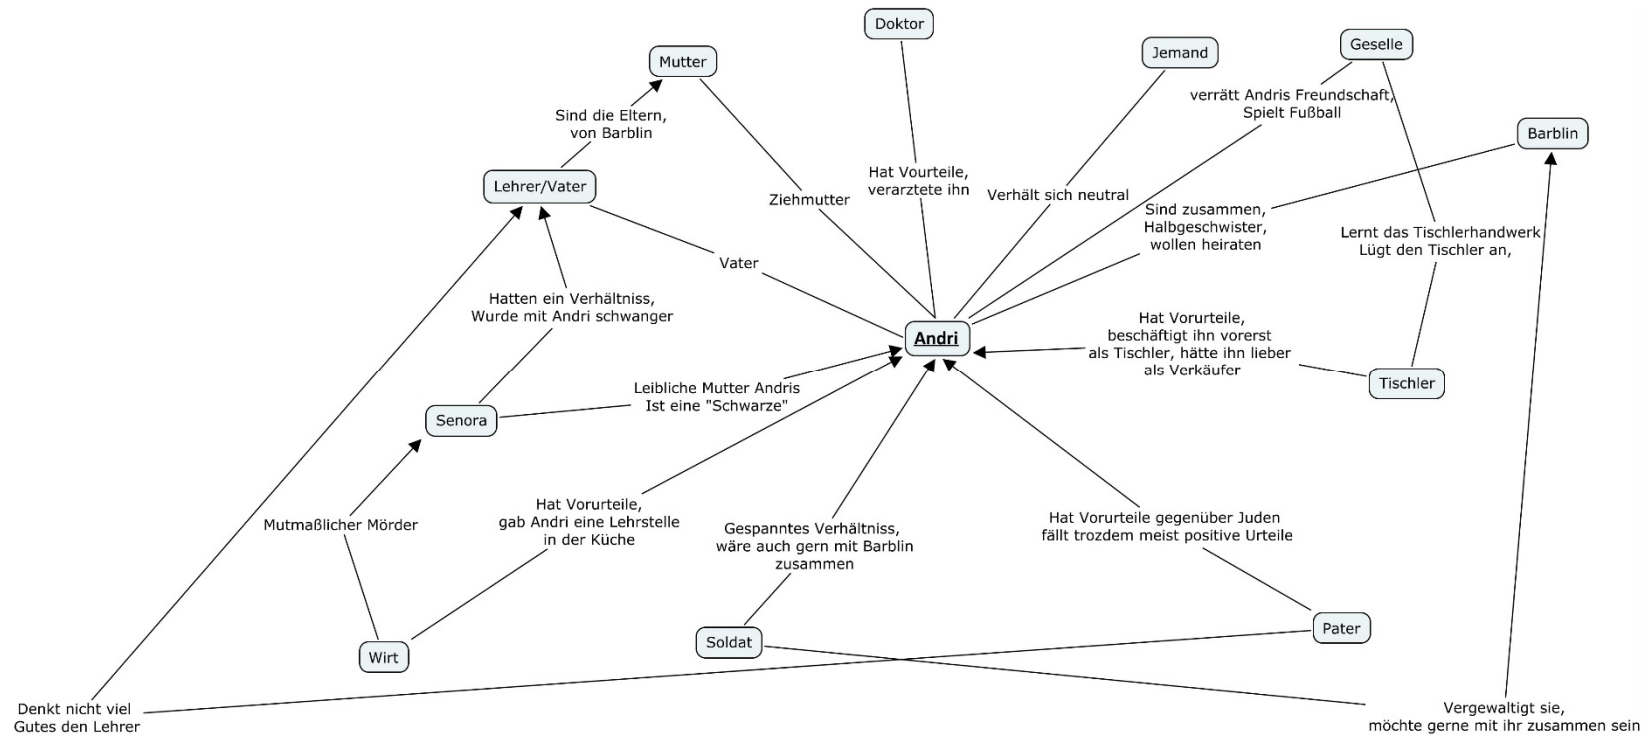 Doktor
Geselle
Jemand
Mutter
verrätt Andris Freundschaft,
Spielt Fußball
Sind die Eltern,
von Barblin
Barblin
Hat Vourteile,
verarztete ihn
Lehrer/Vater
Ziehmutter
Verhält sich neutral
Sind zusammen,
Halbgeschwister,
wollen heiraten
Lernt das Tischlerhandwerk
Lügt den Tischler an,
Vater
Hatten ein Verhältniss,
Wurde mit Andri schwanger
Andri
Hat Vorurteile,
beschäftigt ihn vorerst
als Tischler, hätte ihn lieber
als Verkäufer
Tischler
Leibliche Mutter Andris
Ist eine "Schwarze"
Senora
Mutmaßlicher Mörder
Hat Vorurteile,
gab Andri eine Lehrstelle
in der Küche
Gespanntes Verhältniss,
wäre auch gern mit Barblin
zusammen
Hat Vorurteile gegenüber Juden
fällt trozdem meist positive Urteile
Wirt
Soldat
Pater
Denkt nicht viel
Gutes den Lehrer
Vergewaltigt sie,
möchte gerne mit ihr zusammen sein